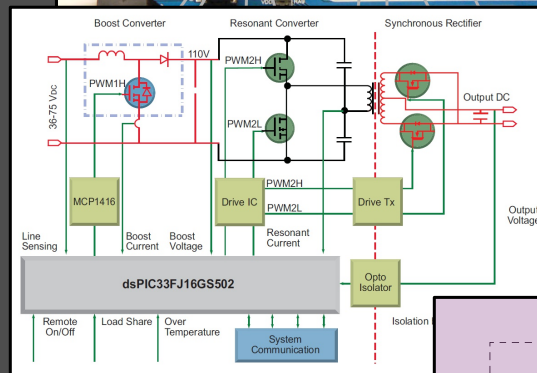 Boost Converter
Resonant Converter
Synchronous Rectifier
110V
PWM2H
PWM1H
36-75 Vdc
Output DC
PWM2L
MCP1416
Drive IC
PWM2H
PWM2L
Drive Tx
Output
Voltage
Line
Sensing
Boost
Current
Boost
Voltage
Resonant
Current
dsPIC33FJ16GS502
Opto
Isolator
Remote
On/Off
Load Share
Over
Temperature
System
Communication
Isolation